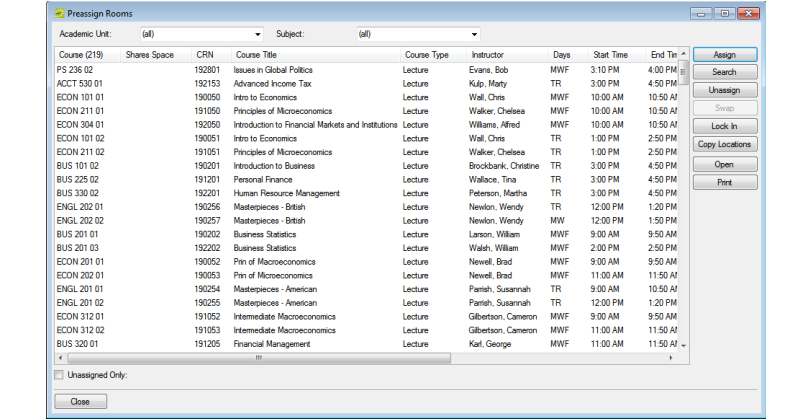 Preassign Rooms
Academic Unit: (all) Subject: (all)
Course (219) Shares Space CRN Course Title Course Type Instructor Days Start Time End Tim
PS 236 02 192801 Issues in Global Politics Lecture Evans, Bob MWF 3:10 PM 4:00 PM
ACCT 530 01 192153 Advanced Income Tax Lecture Kulp, Marty TR 3:00 PM 4:50 PM
ECON 101 01 190050 Intro to Economics Lecture Wall, Chris MWF 10:00 AM 10:50 AM
ECON 211 01 191050 Principles of Microeconomics Lecture Walker, Chelsea MWF 10:00 AM 10:50 AM
ECON 304 01 192050 Introduction to Financial Markets and Institutions Lecture Williams, Alfred MWF 10:00 AM 10:50 AM
ECON 101 02 190051 Intro to Economics Lecture Wall, Chris TR 1:00 PM 2:50 PM
ECON 211 02 191051 Principles of Microeconomics Lecture Walker, Chelsea TR 1:00 PM 2:50 PM
BUS 101 02 190201 Introduction to Business Lecture Brockbank, Christine TR 3:00 PM 4:50 PM
BUS 225 02 191201 Personal Finance Lecture Wallace, Tina TR 3:00 PM 4:50 PM
BUS 330 02 192201 Human Resource Management Lecture Peterson, Martha TR 3:00 PM 4:50 PM
ENGL 202 01 190256 Masterpieces - British Lecture Newlon, Wendy TR 12:00 PM 1:20 PM
ENGL 202 02 190257 Masterpieces - British Lecture Newlon, Wendy MW 12:00 PM 1:50 PM
BUS 201 01 190202 Business Statistics Lecture Larson, William MWF 9:00 AM 9:50 AM
BUS 201 03 192202 Business Statistics Lecture Walsh, William MWF 2:00 PM 2:50 PM
ECON 201 01 190052 Prin of Macroeconomics Lecture Newell, Brad MWF 9:00 AM 9:50 AM
ECON 202 01 190053 Prin of Microeconomics Lecture Newell, Brad MWF 11:00 AM 11:50 AM
ENGL 201 01 190254 Masterpieces - American Lecture Parrish, Susannah TR 9:00 AM 10:50 AM
ENGL 201 02 190255 Masterpieces - American Lecture Parrish, Susannah TR 12:00 PM 1:20 PM
ECON 312 01 191052 Intermediate Macroeconomics Lecture Gilbertson, Cameron MWF 9:00 AM 9:50 AM
ECON 312 02 191053 Intermediate Macroeconomics Lecture Gilbertson, Cameron MWF 11:00 AM 11:50 AM
BUS 320 01 191205 Financial Management Lecture Karl, George MWF 11:00 AM 11:50 AM
Assign
Search
Unassign
Swap
Lock In
Copy Locations
Open
Print
Unassigned Only:
Close